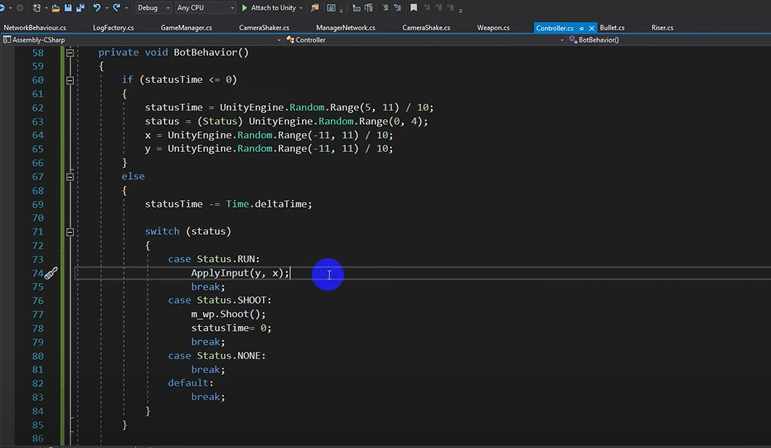 Debug Any CPU Attach to Unity
NetworkBehaviour.cs LogFactory.cs GameManager.cs CameraShaker.cs ManagerNetwork.cs CameraShake.cs Weapon.cs Controller.cs Bullet.cs Riser.cs
Assembly-CSharp Controller BotBehavior()
58 private void BotBehavior()
59 {
60 if (statusTime <= 0)
61 {
62 statusTime = UnityEngine.Random.Range(5, 11) / 10;
63 status = (Status) UnityEngine.Random.Range(0, 4);
64 x = UnityEngine.Random.Range(-11, 11) / 10;
65 y = UnityEngine.Random.Range(-11, 11) / 10;
66 }
67 else
68 {
69 statusTime -= Time.deltaTime;
70
71 switch (status)
72 {
73 case Status.RUN:
74 ApplyInput(y, x);
75 break;
76 case Status.SHOOT:
77 m_wp.Shoot();
78 statusTime= 0;
79 break;
80 case Status.NONE:
81 break;
82 default:
83 break;
84 }
85 }
86